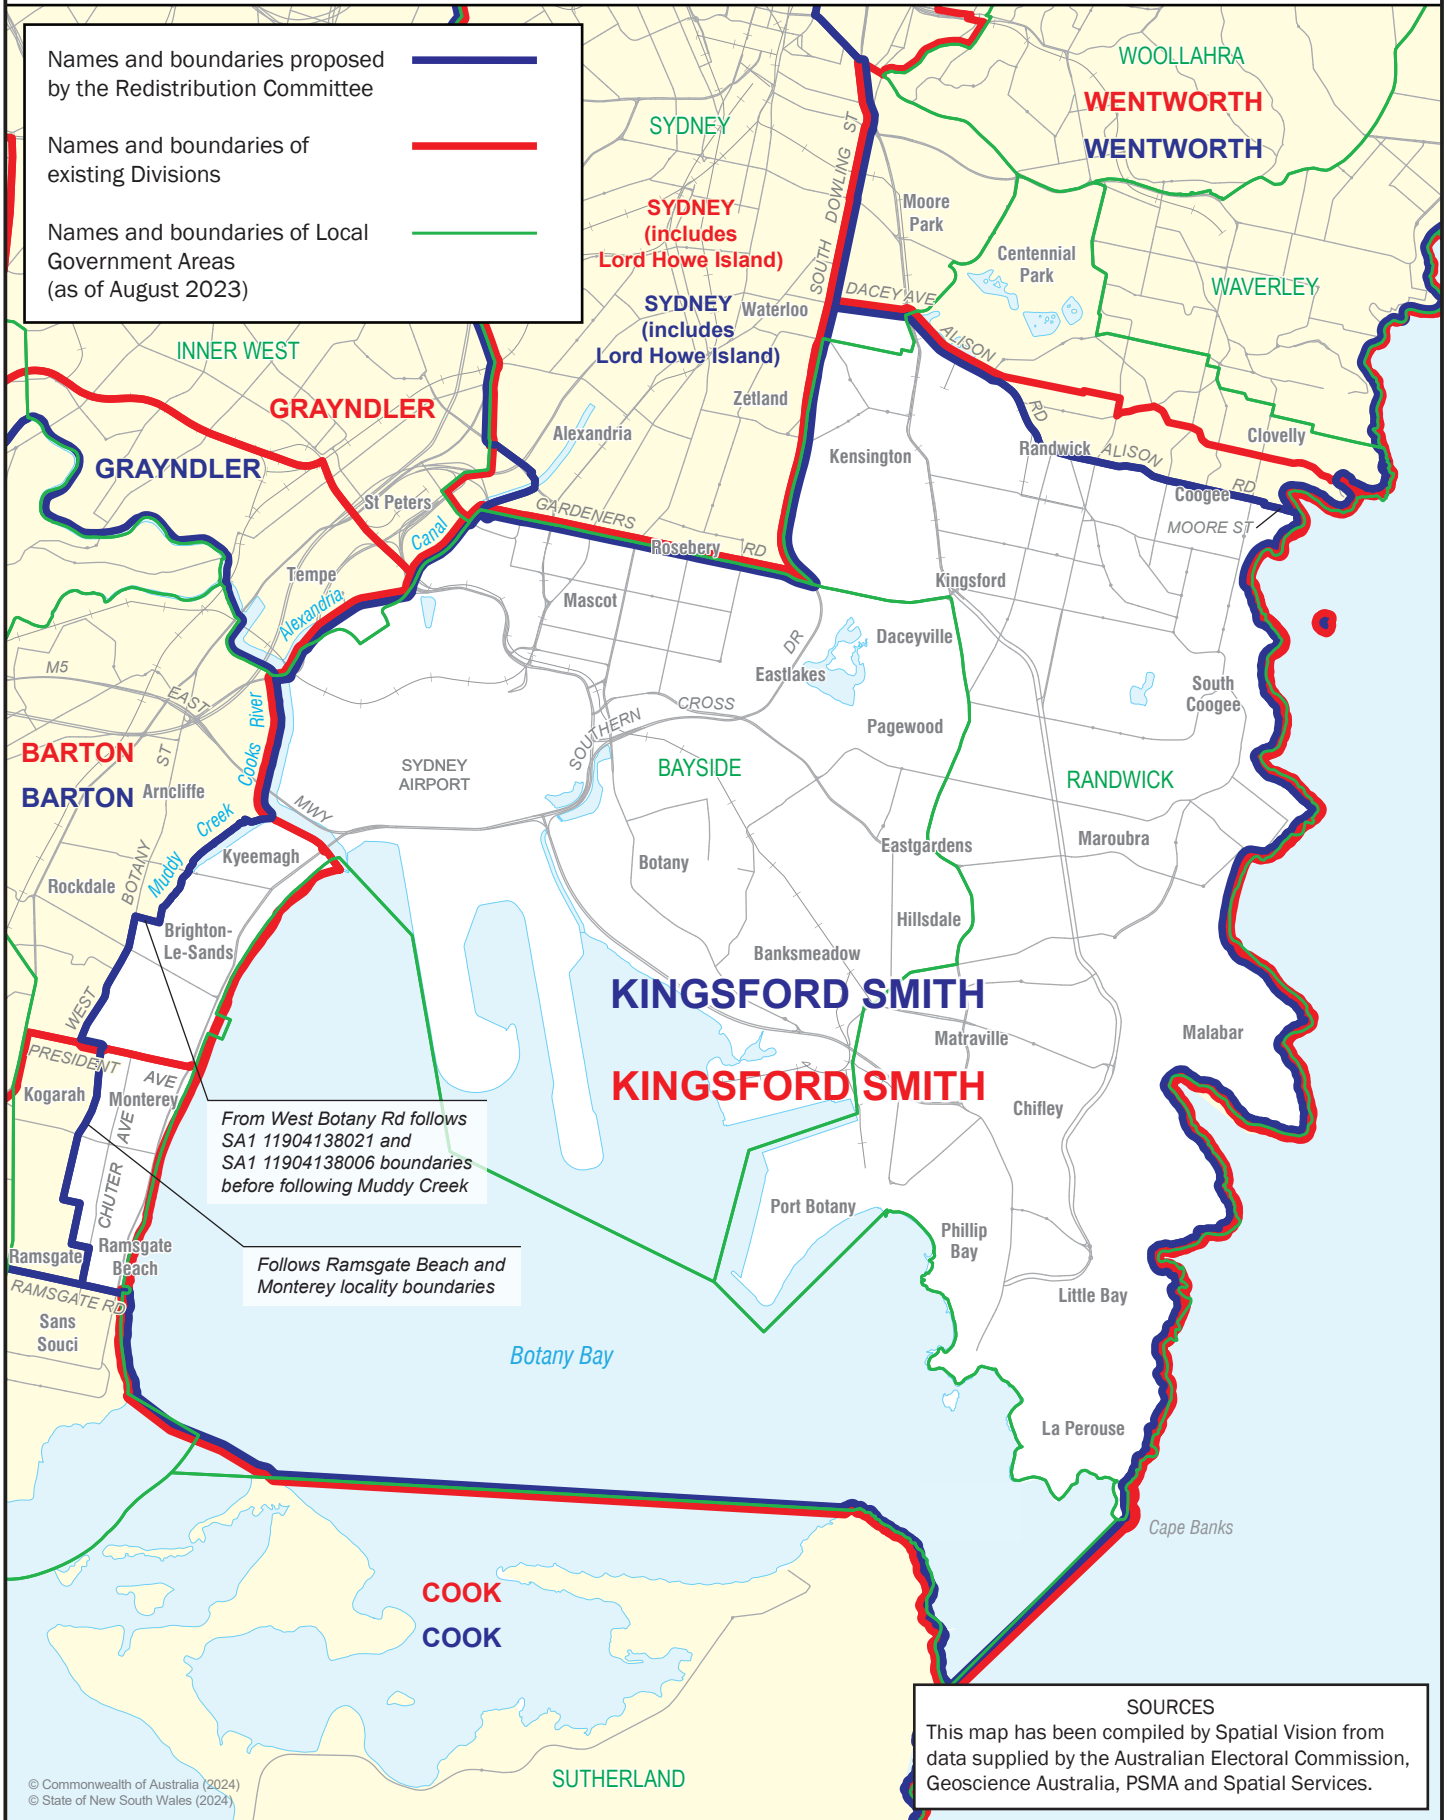 Names and boundaries proposed
by the Redistribution Committee
Names and boundaries of
existing Divisions
Names and boundaries of Local
Government Areas
(as of August 2023)
WOOLLAHRA
WENTWORTH
WENTWORTH
SYDNEY
SOUTH DOWLING ST
Moore
Park
SYDNEY
(includes
Lord Howe Island)
Centennial
Park
WAVERLEY
SYDNEY
(includes
Lord Howe Island)
Waterloo
DACEY AVE
INNER WEST
ALISON RD
GRAYNDLER
Zetland
Alexandria
Clovelly
GRAYNDLER
Kensington
Randwick
ALISON RD
St Peters
Coogee
MOORE ST
GARDENERS RD
Canal
Rosebery
Tempe
Alexandria
Mascot
Kingsford
Daceyville
DR
M5
EAST
Eastlakes
South
Coogee
River
CROSS
SOUTHERN
Pagewood
BARTON
ST
Cooks
SYDNEY
AIRPORT
BAYSIDE
RANDWICK
BARTON
Arncliffe
MWY
Creek
Muddy
Kyeemagh
Maroubra
Eastgardens
Botany
BOTANY
Rockdale
Hillsdale
Brighton-
Le-Sands
Banksmeadow
KINGSFORD SMITH
WEST
Malabar
Matraville
PRESIDENT AVE
KINGSFORD SMITH
Kogarah
Monterey
Chifley
From West Botany Rd follows
SA1 11904138021 and
SA1 11904138006 boundaries
before following Muddy Creek
CHUTER AVE
Port Botany
Phillip
Bay
Ramsgate
Ramsgate
Beach
Follows Ramsgate Beach and
Monterey locality boundaries
RAMSGATE RD
Little Bay
Sans
Souci
Botany Bay
La Perouse
Cape Banks
COOK
COOK
SUTHERLAND
SOURCES
This map has been compiled by Spatial Vision from
data supplied by the Australian Electoral Commission,
Geoscience Australia, PSMA and Spatial Services.
© Commonwealth of Australia (2024)
© State of New South Wales (2024)